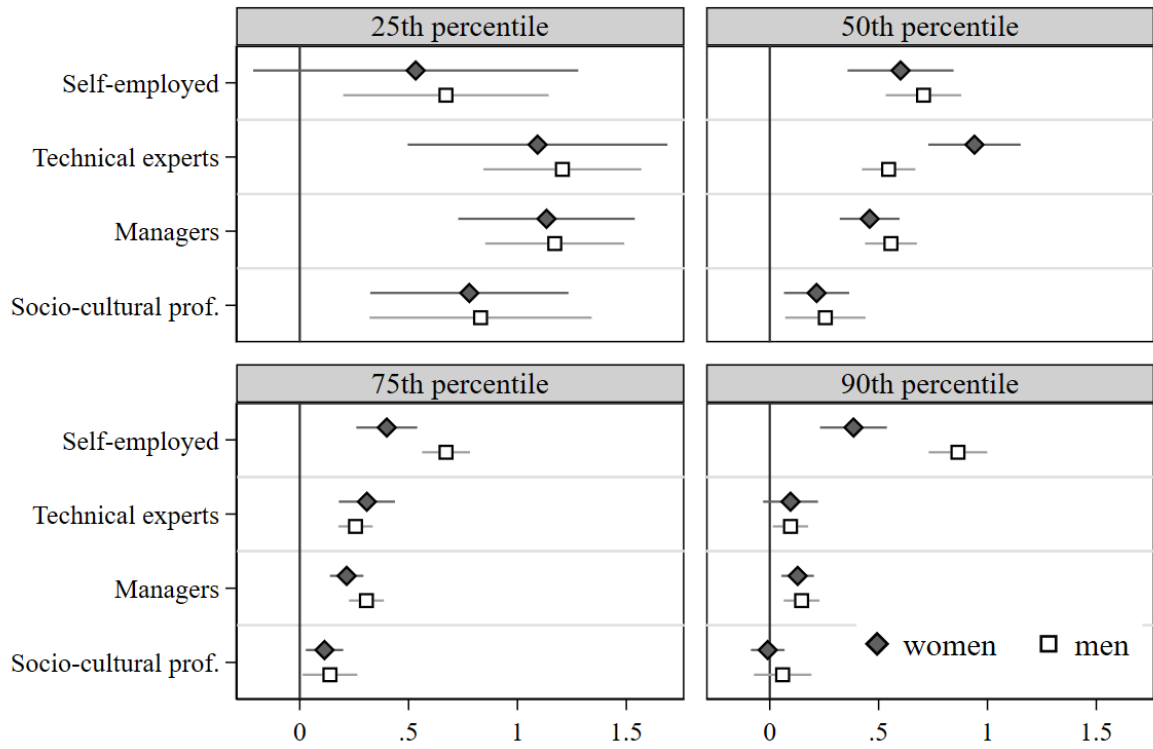 25th percentile
50th percentile
Self-employed
Technical experts
Managers
Socio-cultural prof.
75th percentile
90th percentile
Self-employed
Technical experts
Managers
Socio-cultural prof.
women
men
0 .5 1 1.5
0 .5 1 1.5